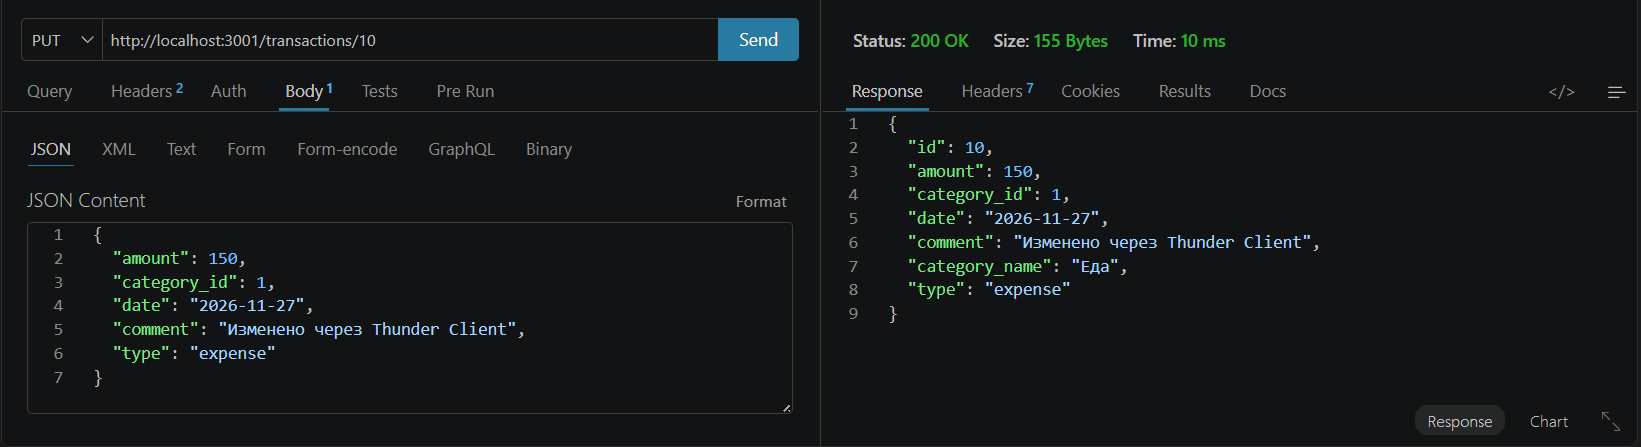 PUT http://localhost:3001/transactions/10 Send
Query Headers 2 Auth Body 1 Tests Pre Run
JSON XML Text Form Form-encode GraphQL Binary
JSON Content Format
1 {
2 "amount": 150,
3 "category_id": 1,
4 "date": "2026-11-27",
5 "comment": "Изменено через Thunder Client",
6 "type": "expense"
7 }
Status: 200 OK Size: 155 Bytes Time: 10 ms
Response Headers 7 Cookies Results Docs </>
1 {
2 "id": 10,
3 "amount": 150,
4 "category_id": 1,
5 "date": "2026-11-27",
6 "comment": "Изменено через Thunder Client",
7 "category_name": "Еда",
8 "type": "expense"
9 }
Response Chart